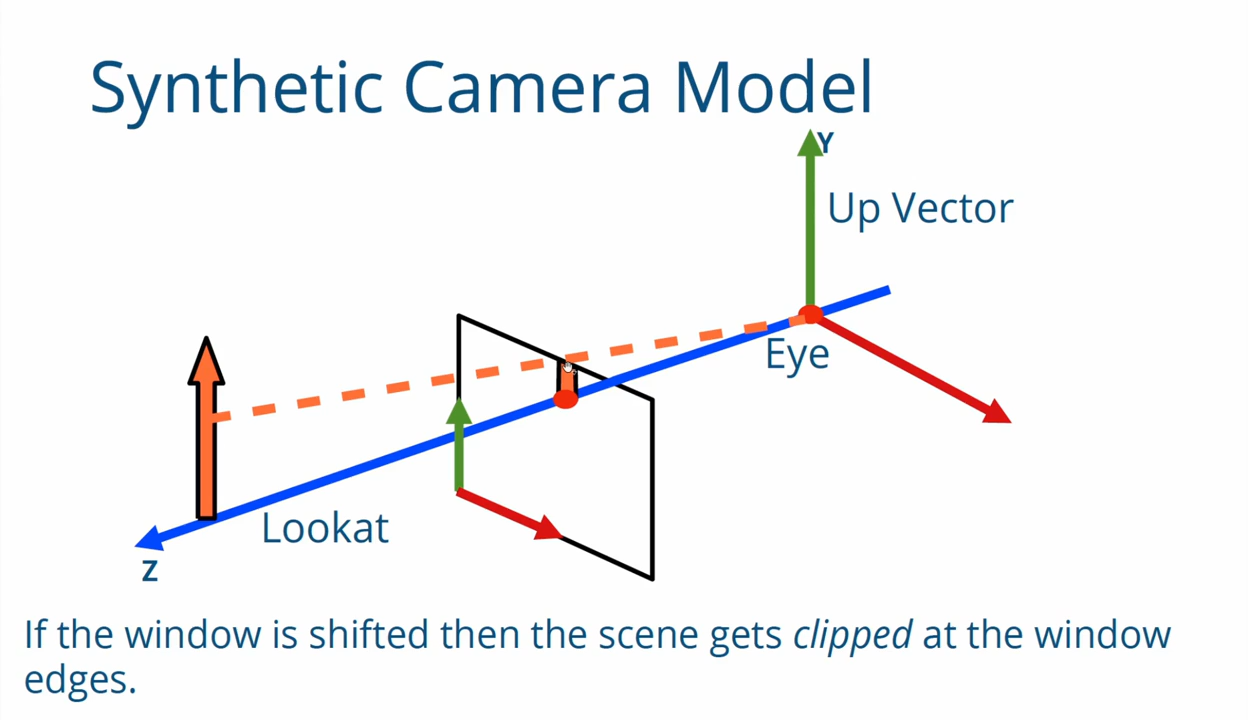 Synthetic Camera Model
Y
Up Vector
Eye
Lookat
z
If the window is shifted then the scene gets clipped at the window
edges.